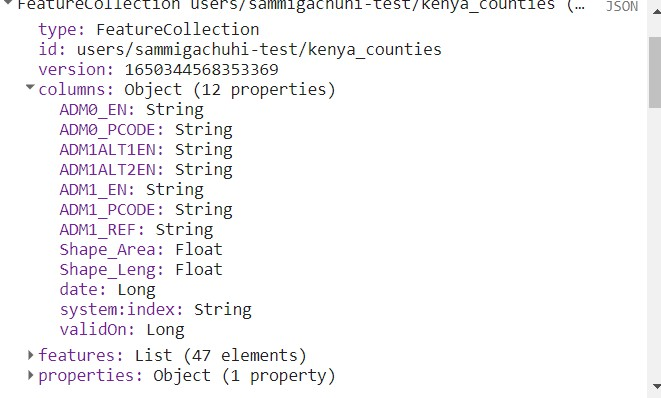 FeatureCollection users/sammigachuhi-test/kenya_counties (… JSON
type: FeatureCollection
id: users/sammigachuhi-test/kenya_counties
version: 1650344568353369
columns: Object (12 properties)
ADM0_EN: String
ADM0_PCODE: String
ADM1ALT1EN: String
ADM1ALT2EN: String
ADM1_EN: String
ADM1_PCODE: String
ADM1_REF: String
Shape_Area: Float
Shape_Leng: Float
date: Long
system:index: String
validOn: Long
features: List (47 elements)
properties: Object (1 property)